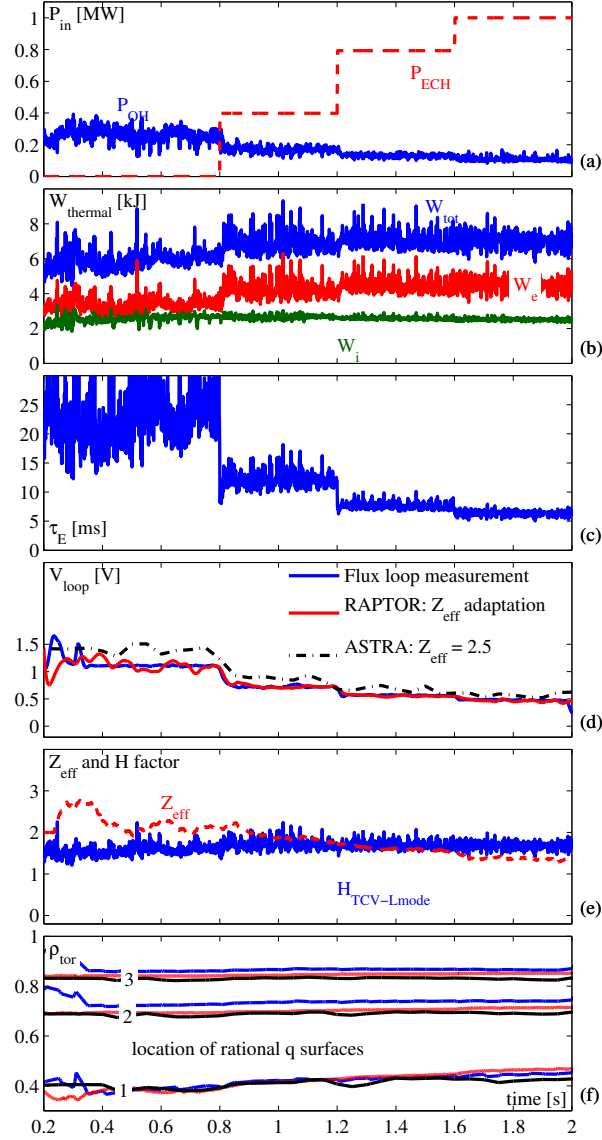 P_in [MW]
1
0.8
0.6
0.4
0.2
0
P_OH
P_ECH
(a)
W_thermal [kJ]
8
6
4
2
0
W_tot
W_e
W_i
(b)
25
20
15
10
5
0
τ_E [ms]
(c)
V_loop [V]
1.5
1
0.5
0
Flux loop measurement
RAPTOR: Z_eff adaptation
ASTRA: Z_eff = 2.5
(d)
Z_eff and H factor
3
2
1
0
Z_eff
H_TCV−Lmode
(e)
ρ_tor
1
0.8
0.6
0.4
3
2
1
location of rational q surfaces
time [s]
(f)
0.2 0.4 0.6 0.8 1 1.2 1.4 1.6 1.8 2